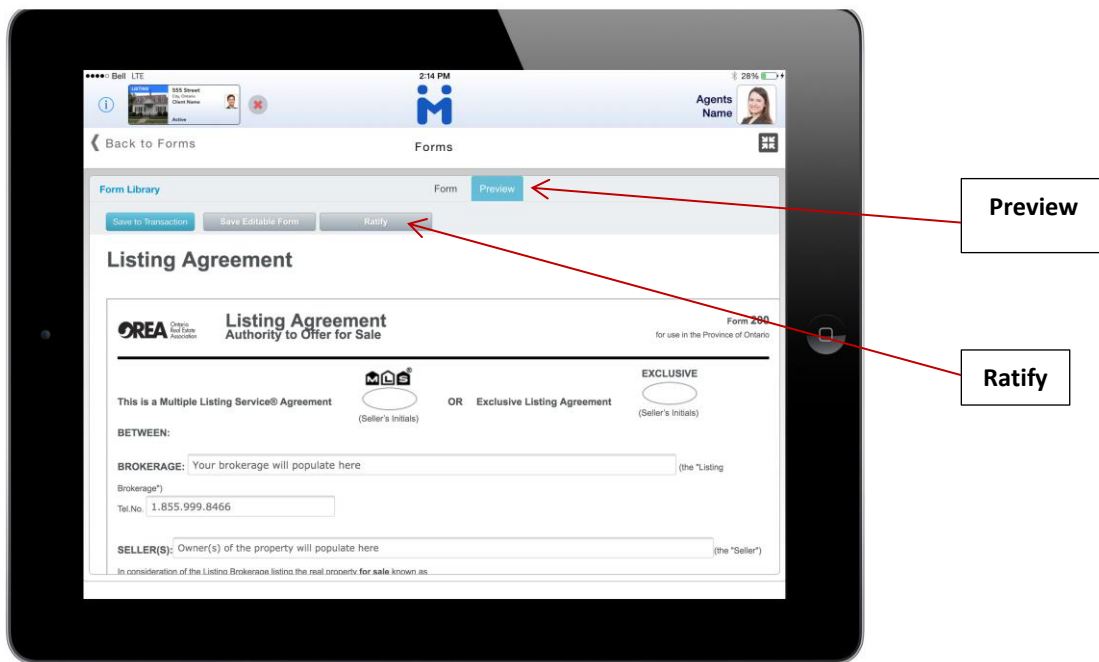 Bell LTE 2:14 PM 28%
LISTING 555 Street
City, Ontario
Client Name
Active
Agents
Name
Back to Forms Forms
Form Library Form Preview
Save to Transaction Save Editable Form Ratify
Preview
Listing Agreement
OREA Ontario Real Estate Association
Listing Agreement
Authority to Offer for Sale
Form 200
for use in the Province of Ontario
MLS®
EXCLUSIVE
This is a Multiple Listing Service® Agreement OR Exclusive Listing Agreement
(Seller's Initials) (Seller's Initials)
Ratify
BETWEEN:
BROKERAGE: Your brokerage will populate here (the "Listing
Brokerage")
Tel.No. 1.855.999.8466
SELLER(S): Owner(s) of the property will populate here (the "Seller")
In consideration of the Listing Brokerage listing the real property for sale known as